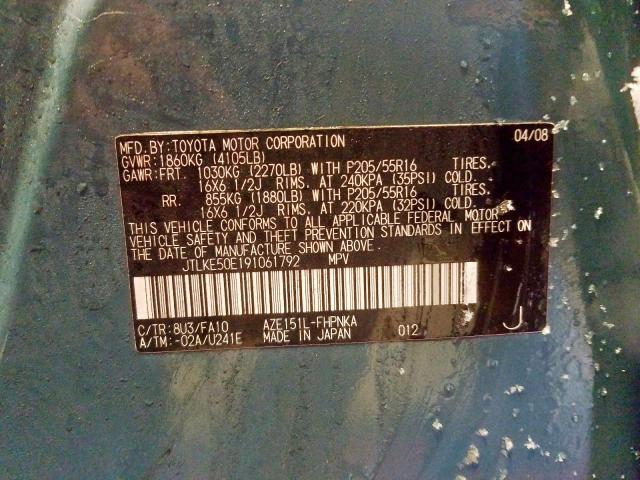 MFD. BY: TOYOTA MOTOR CORPORATION 04/08
GVWR: 1860KG (4105LB)
GAWR: FRT. 1030KG (2270LB) WITH P205/55R16 TIRES.
16X6 1/2J RIMS. AT 240KPA (35PSI) COLD.
RR. 855KG (1880LB) WITH P205/55R16 TIRES.
16X6 1/2J RIMS. AT 220KPA (32PSI) COLD.
THIS VEHICLE CONFORMS TO ALL APPLICABLE FEDERAL MOTOR
VEHICLE SAFETY AND THEFT PREVENTION STANDARDS IN EFFECT ON
THE DATE OF MANUFACTURE SHOWN ABOVE.
JTLKE50E191061792 MPV
C/TR: 8U3/FA10 AZE151L-FHPNKA
A/TM: -02A/U241E MADE IN JAPAN 012 J